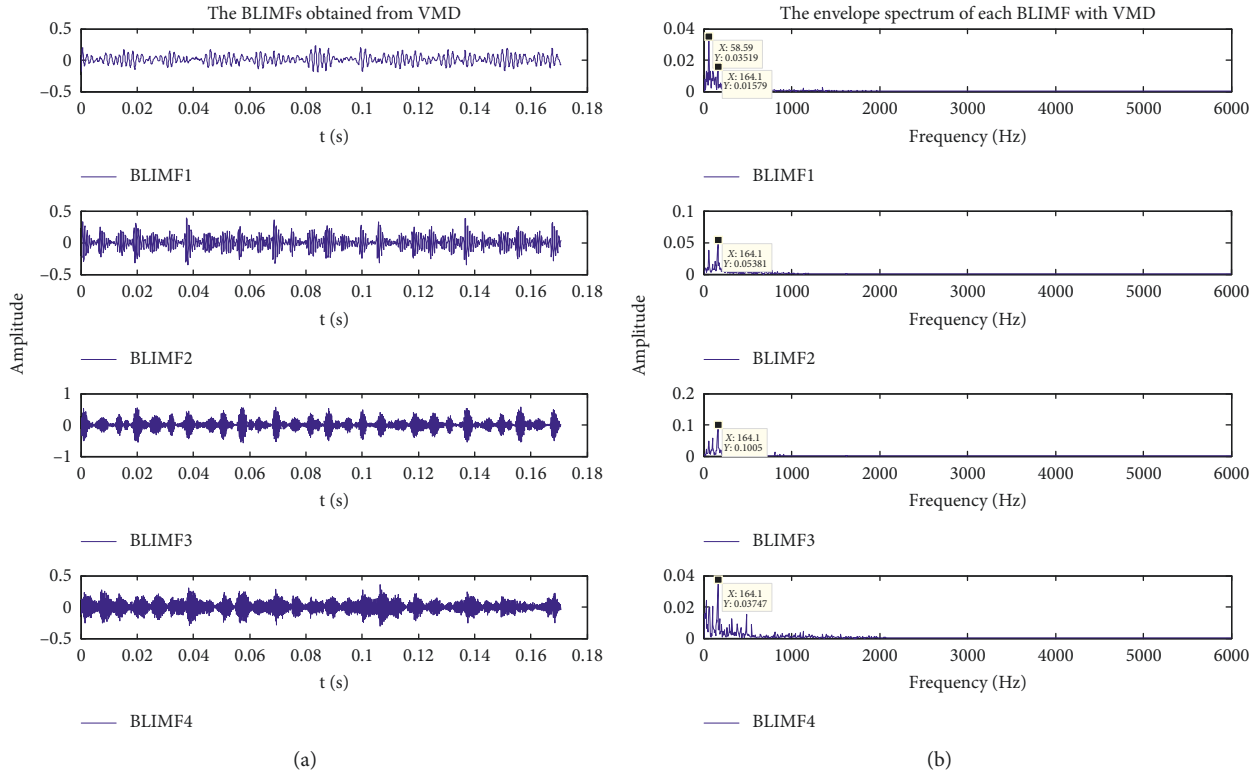 The BLIMFs obtained from VMD
0.5
0
−0.5
0 0.02 0.04 0.06 0.08 0.1 0.12 0.14 0.16 0.18
t (s)
BLIMF1
0.5
0
−0.5
0 0.02 0.04 0.06 0.08 0.1 0.12 0.14 0.16 0.18
t (s)
BLIMF2
Amplitude
1
0
−1
0 0.02 0.04 0.06 0.08 0.1 0.12 0.14 0.16 0.18
t (s)
BLIMF3
0.5
0
−0.5
0 0.02 0.04 0.06 0.08 0.1 0.12 0.14 0.16 0.18
t (s)
BLIMF4
(a)
The envelope spectrum of each BLIMF with VMD
0.04
0.02
0
X: 58.59
Y: 0.03519
X: 164.1
Y: 0.01579
0 1000 2000 3000 4000 5000 6000
Frequency (Hz)
BLIMF1
0.1
0.05
0
X: 164.1
Y: 0.05381
0 1000 2000 3000 4000 5000 6000
Frequency (Hz)
BLIMF2
Amplitude
0.2
0.1
0
X: 164.1
Y: 0.1005
0 1000 2000 3000 4000 5000 6000
Frequency (Hz)
BLIMF3
0.04
0.02
0
X: 164.1
Y: 0.03747
0 1000 2000 3000 4000 5000 6000
Frequency (Hz)
BLIMF4
(b)